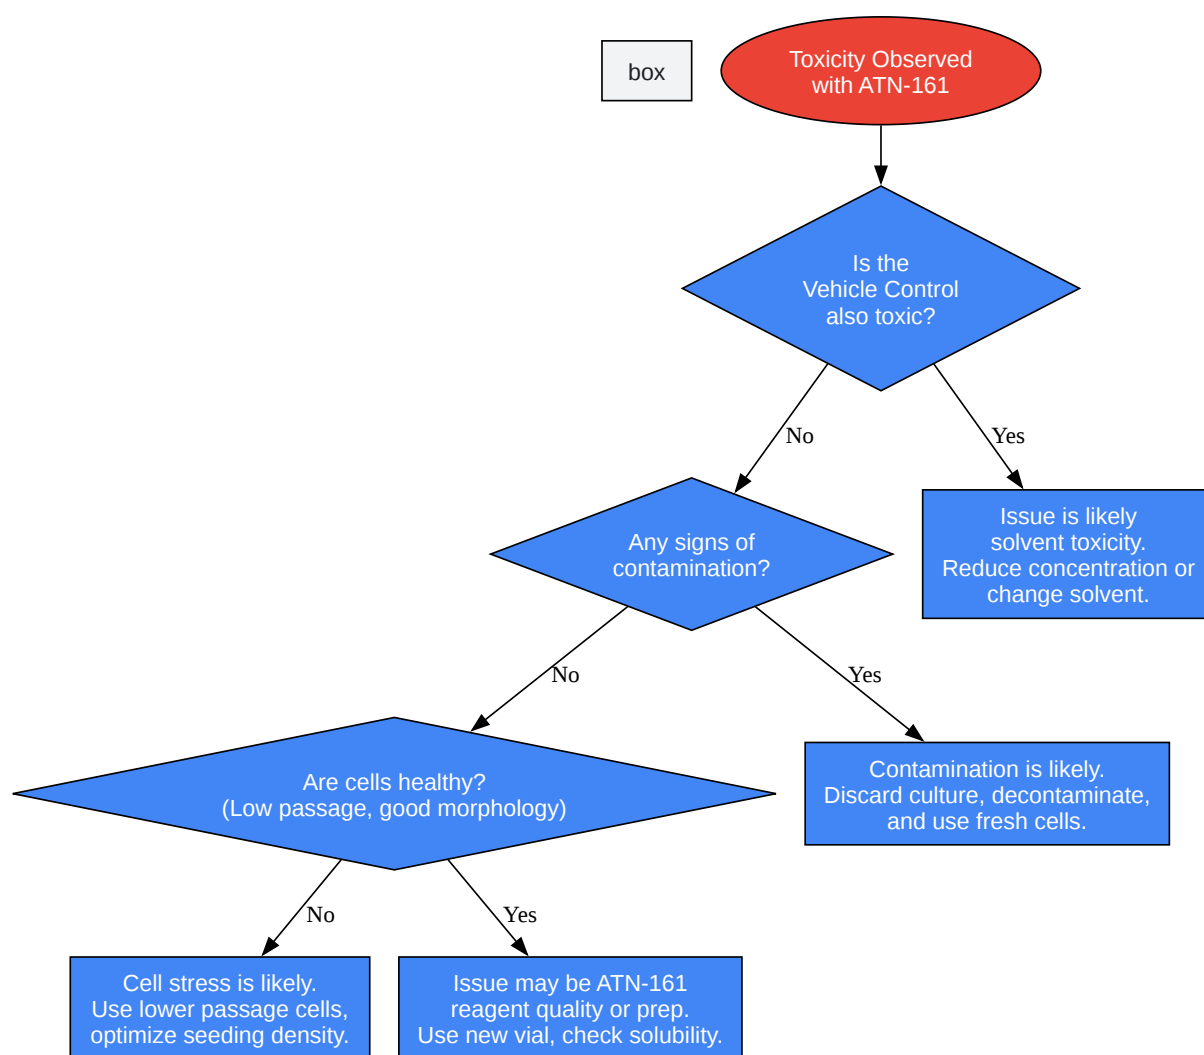 box
Toxicity Observed
with ATN-161
Is the
Vehicle Control
also toxic?
No
Yes
Any signs of
contamination?
Issue is likely
solvent toxicity.
Reduce concentration or
change solvent.
No
Yes
Are cells healthy?
(Low passage, good morphology)
Contamination is likely.
Discard culture, decontaminate,
and use fresh cells.
No
Yes
Cell stress is likely.
Use lower passage cells,
optimize seeding density.
Issue may be ATN-161
reagent quality or prep.
Use new vial, check solubility.